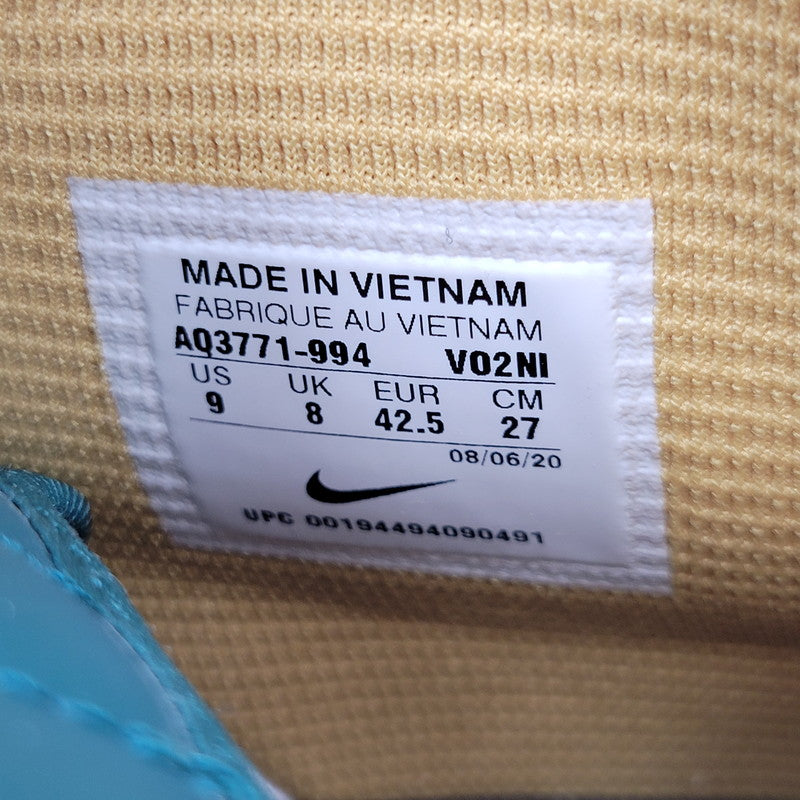 MADE IN VIETNAM
FABRIQUE AU VIETNAM
AQ3771-994 VO2NI
US UK EUR CM
9 8 42.5 27
08/06/20
UPC 00194494090491